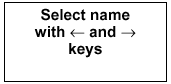 Select name
with ← and →
keys